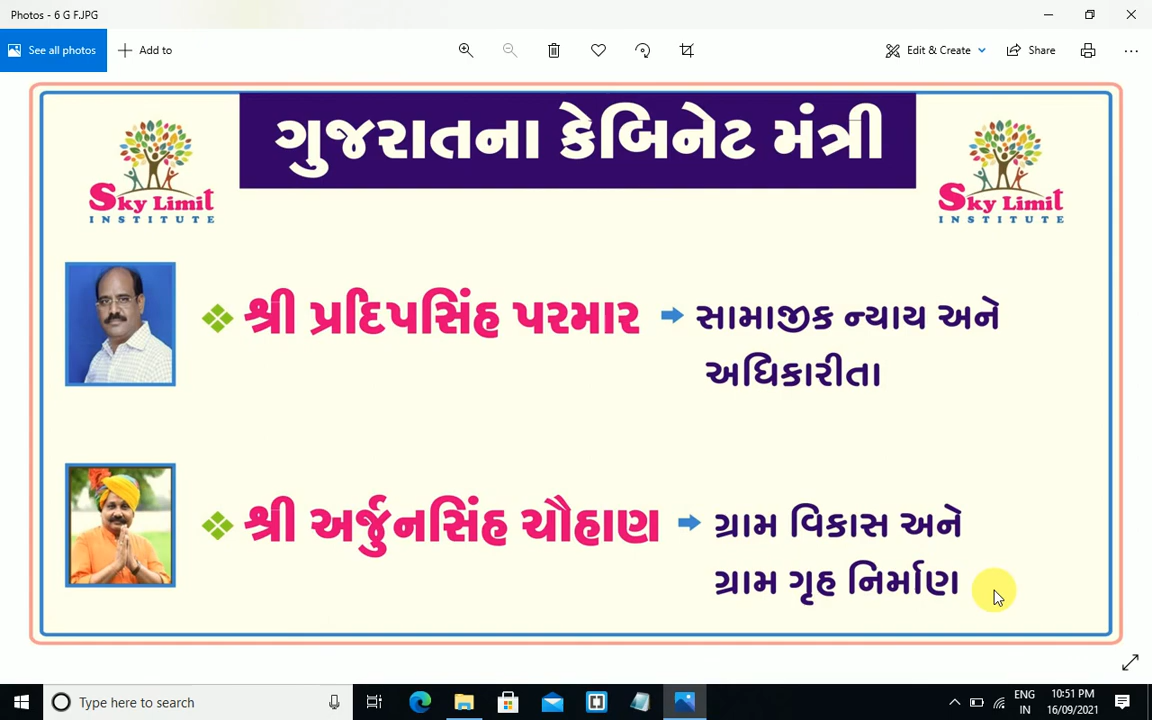 Photos - 6 G F.JPG
See all photos
Add to
Edit & Create
Share
ગુજરાતના કેબિનેટ મંત્રી
Sky Limit
INSTITUTE
Sky Limit
INSTITUTE
શ્રી પ્રદિપસિંહ પરમાર
સામાજીક ન્યાય અને
અધિકારીતા
શ્રી અર્જુનસિંહ ચૌહાણ
ગ્રામ વિકાસ અને
ગ્રામ ગૃહ નિર્માણ
Type here to search
ENG
IN
10:51 PM
16/09/2021